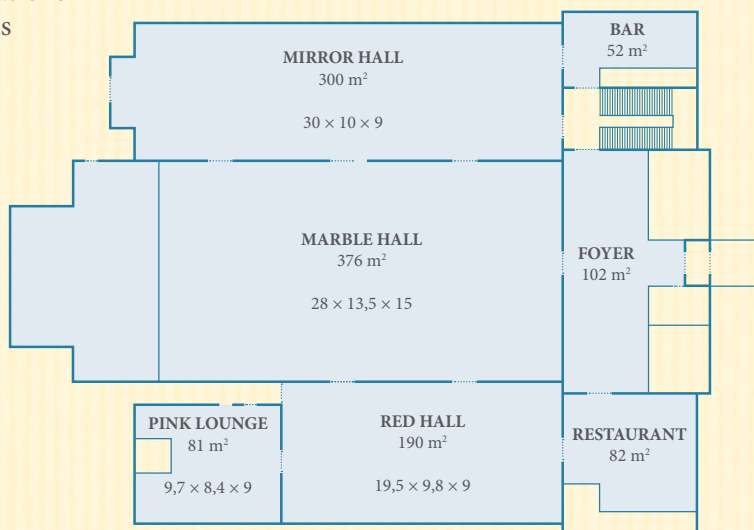 S
BAR
52 m²
MIRROR HALL
300 m²
30 × 10 × 9
MARBLE HALL
376 m²
28 × 13,5 × 15
FOYER
102 m²
PINK LOUNGE
81 m²
9,7 × 8,4 × 9
RED HALL
190 m²
19,5 × 9,8 × 9
RESTAURANT
82 m²